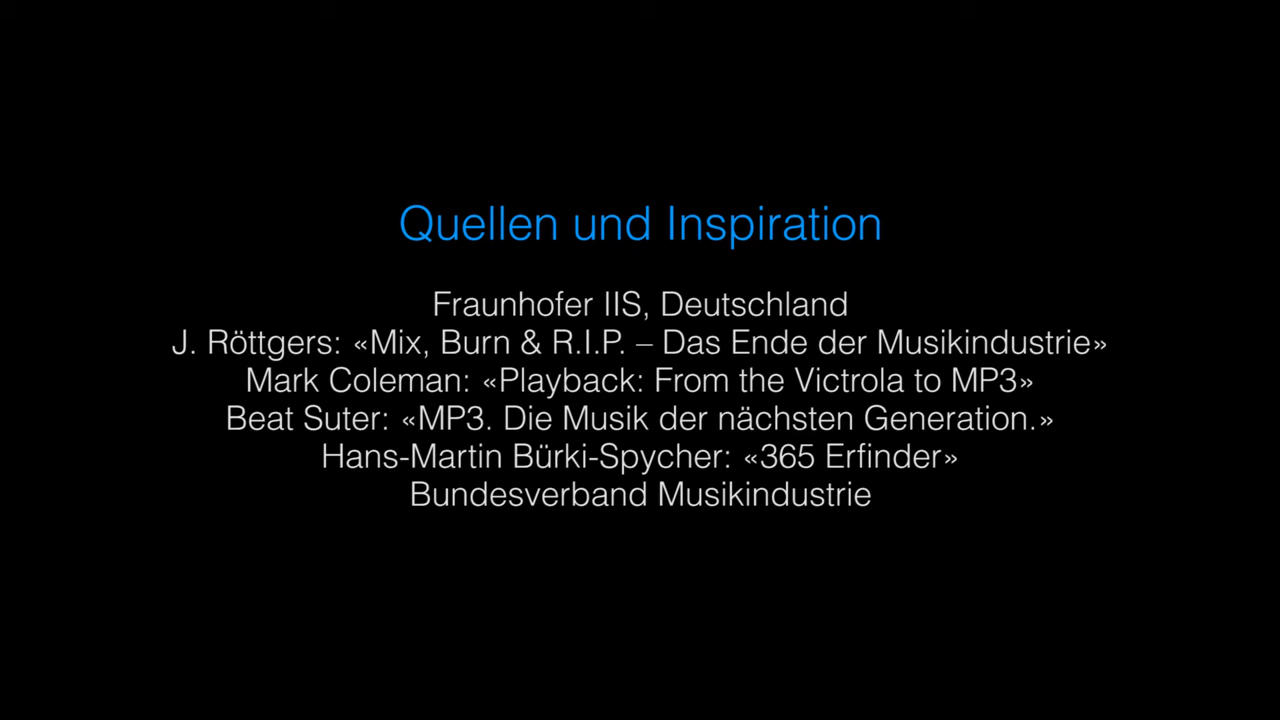 Quellen und Inspiration
Fraunhofer IIS, Deutschland
J. Röttgers: «Mix, Burn & R.I.P. – Das Ende der Musikindustrie»
Mark Coleman: «Playback: From the Victrola to MP3»
Beat Suter: «MP3. Die Musik der nächsten Generation.»
Hans-Martin Bürki-Spycher: «365 Erfinder»
Bundesverband Musikindustrie